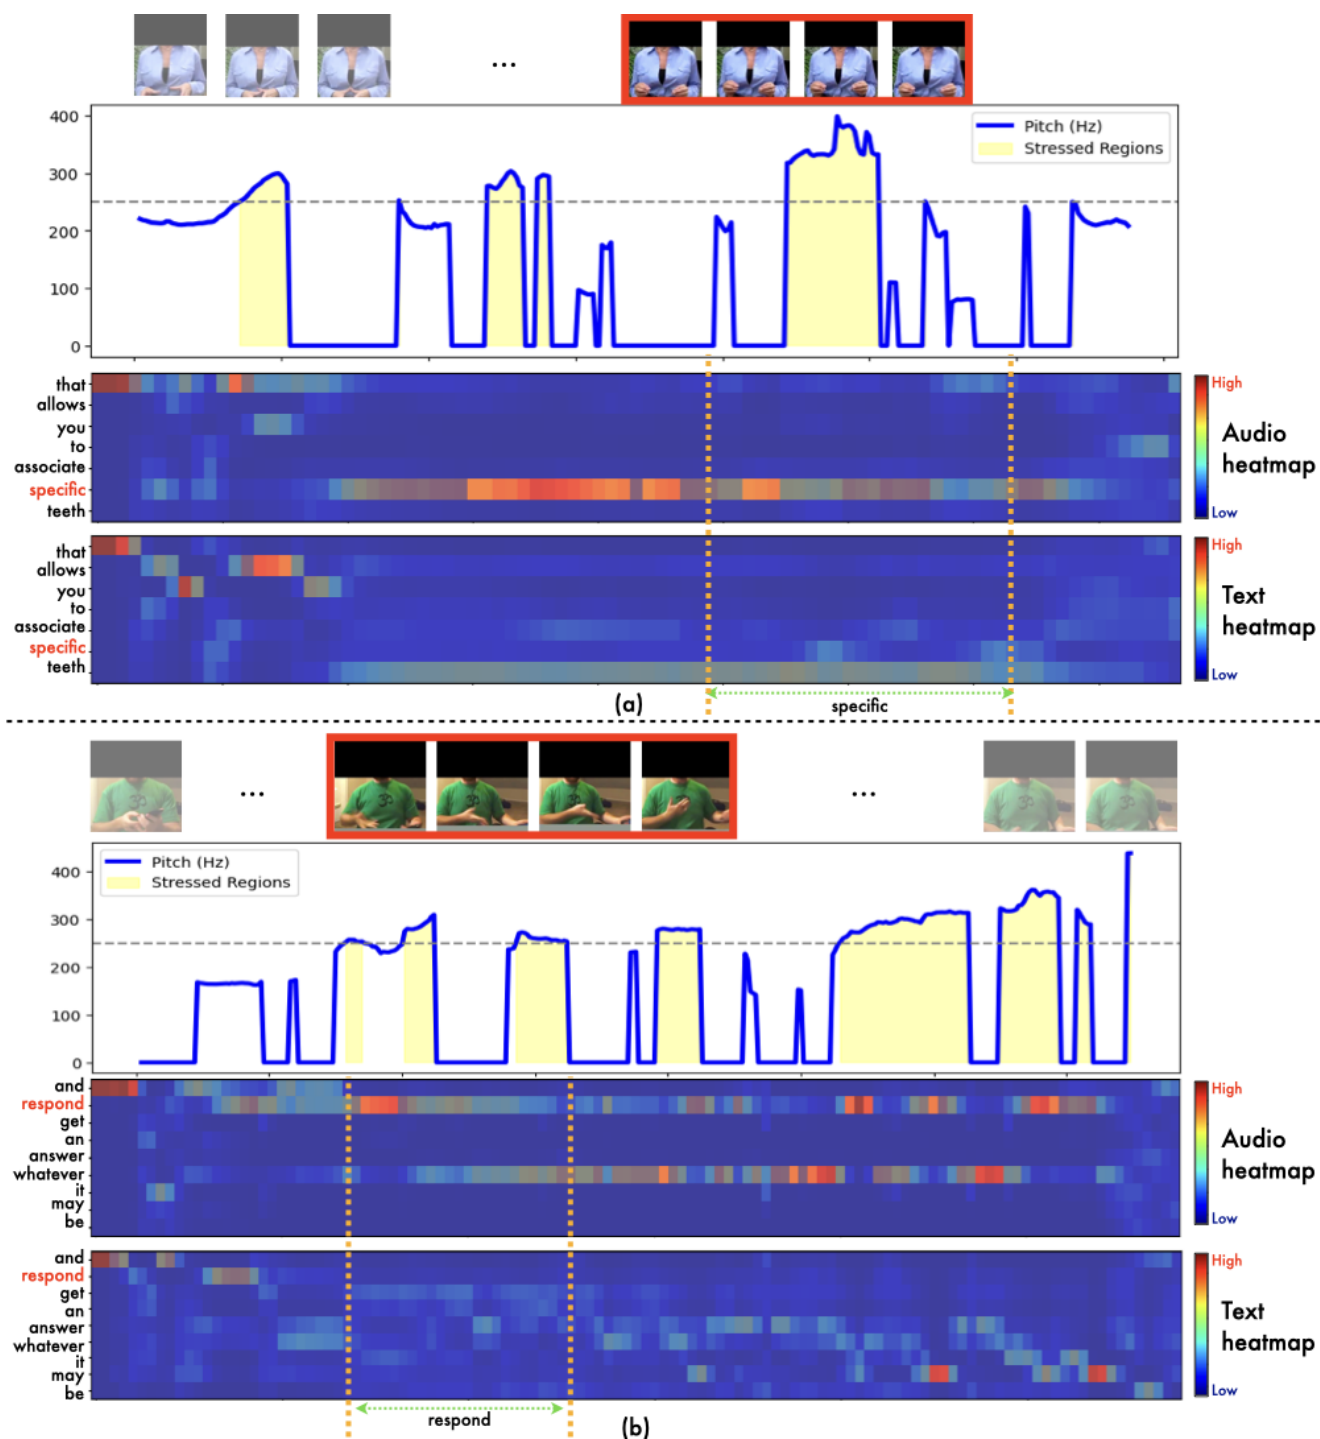 ...
400
300
200
100
0
Pitch (Hz)
Stressed Regions
that
allows
you
to
associate
specific
teeth
High
Audio
heatmap
Low
that
allows
you
to
associate
specific
teeth
High
Text
heatmap
Low
specific
(a)
...
...
400
300
200
100
0
Pitch (Hz)
Stressed Regions
and
respond
get
an
answer
whatever
it
may
be
High
Audio
heatmap
Low
and
respond
get
an
answer
whatever
it
may
be
High
Text
heatmap
Low
respond
(b)